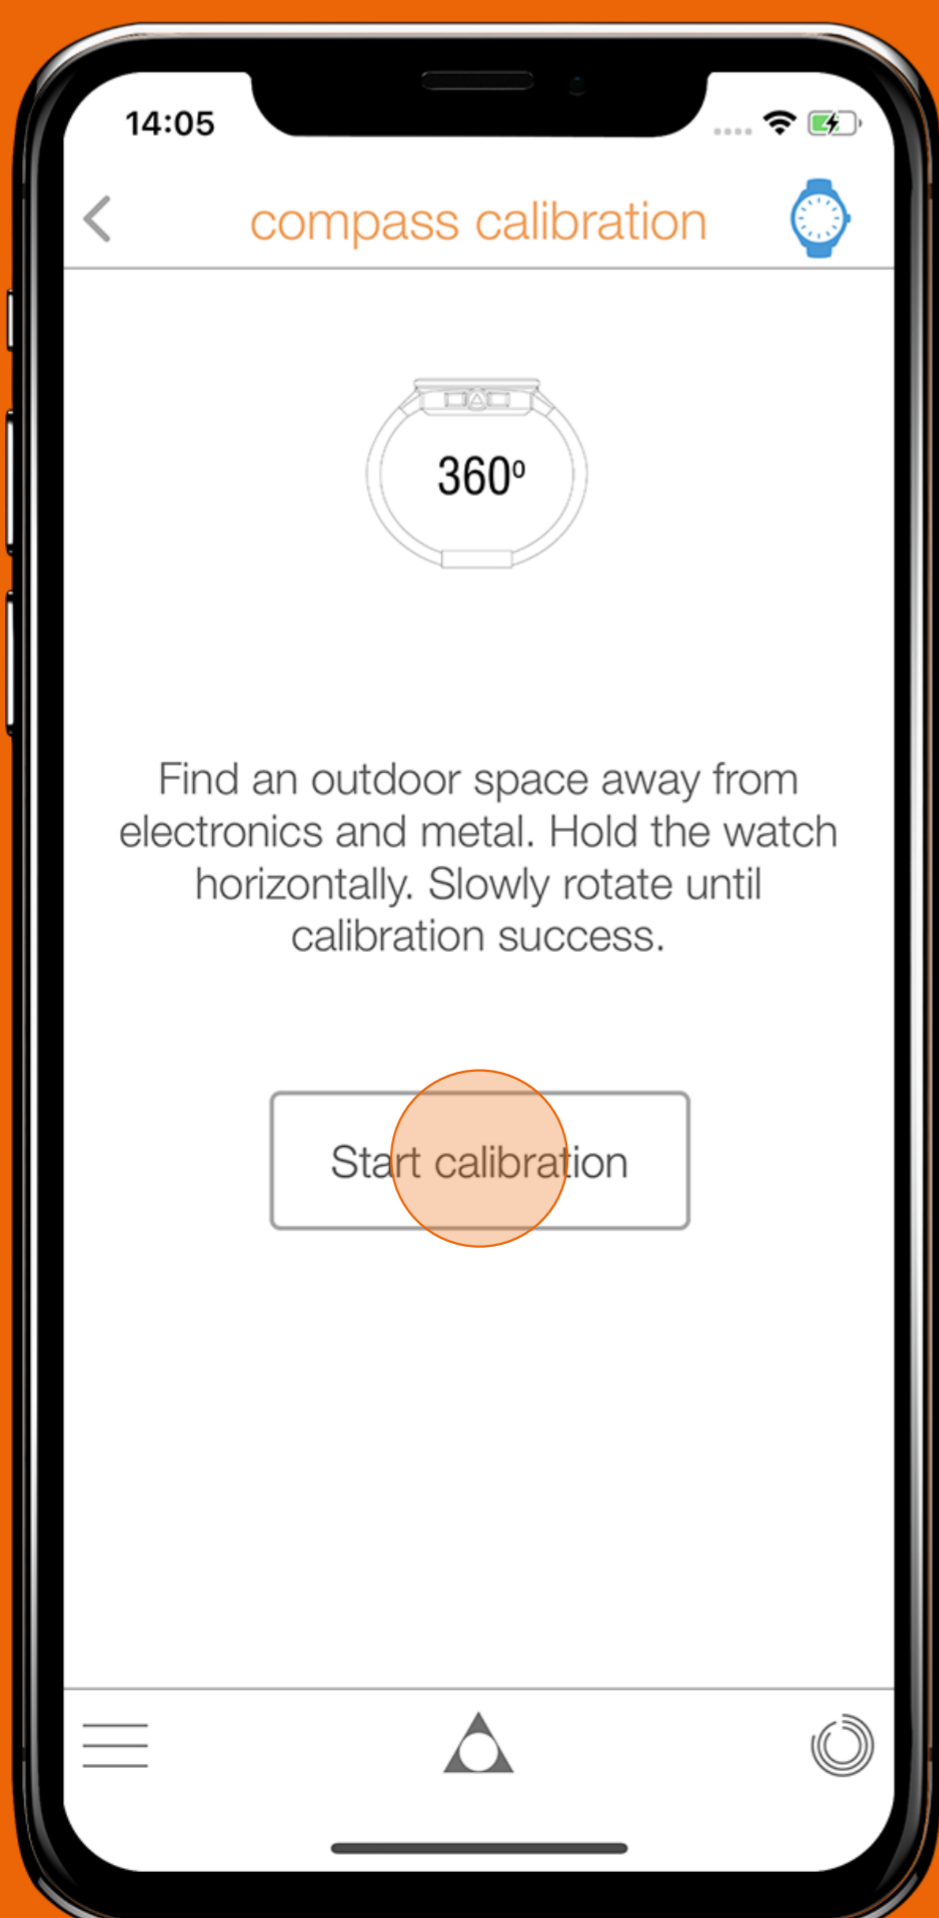 14:05
compass calibration
360º
Find an outdoor space away from
electronics and metal. Hold the watch
horizontally. Slowly rotate until
calibration success.
Start calibration